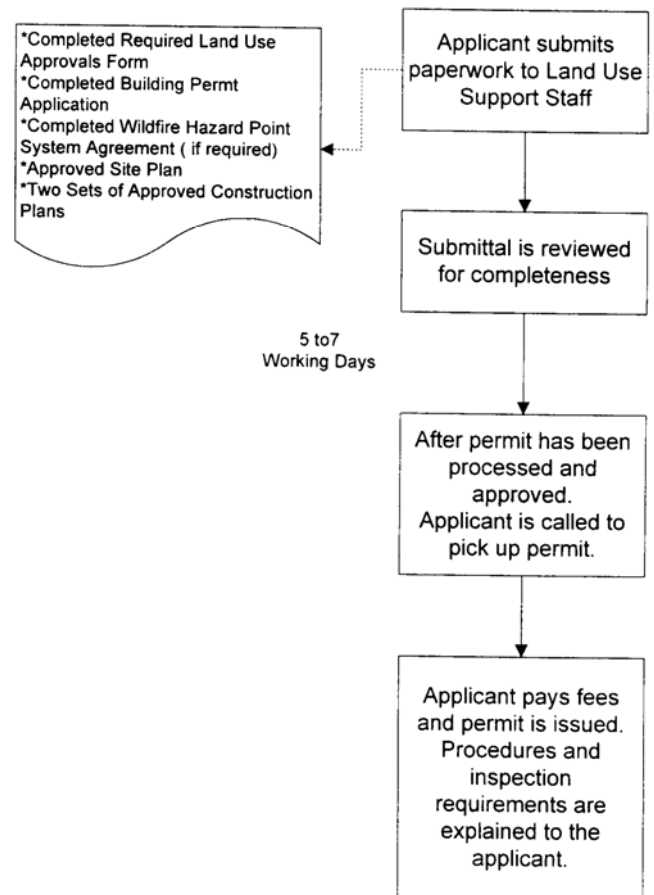 *Completed Required Land Use
Approvals Form
*Completed Building Permt
Application
*Completed Wildfire Hazard Point
System Agreement ( if required)
*Approved Site Plan
*Two Sets of Approved Construction
Plans
Applicant submits
paperwork to Land Use
Support Staff
Submittal is reviewed
for completeness
5 to7
Working Days
After permit has been
processed and
approved.
Applicant is called to
pick up permit.
Applicant pays fees
and permit is issued.
Procedures and
inspection
requirements are
explained to the
applicant.